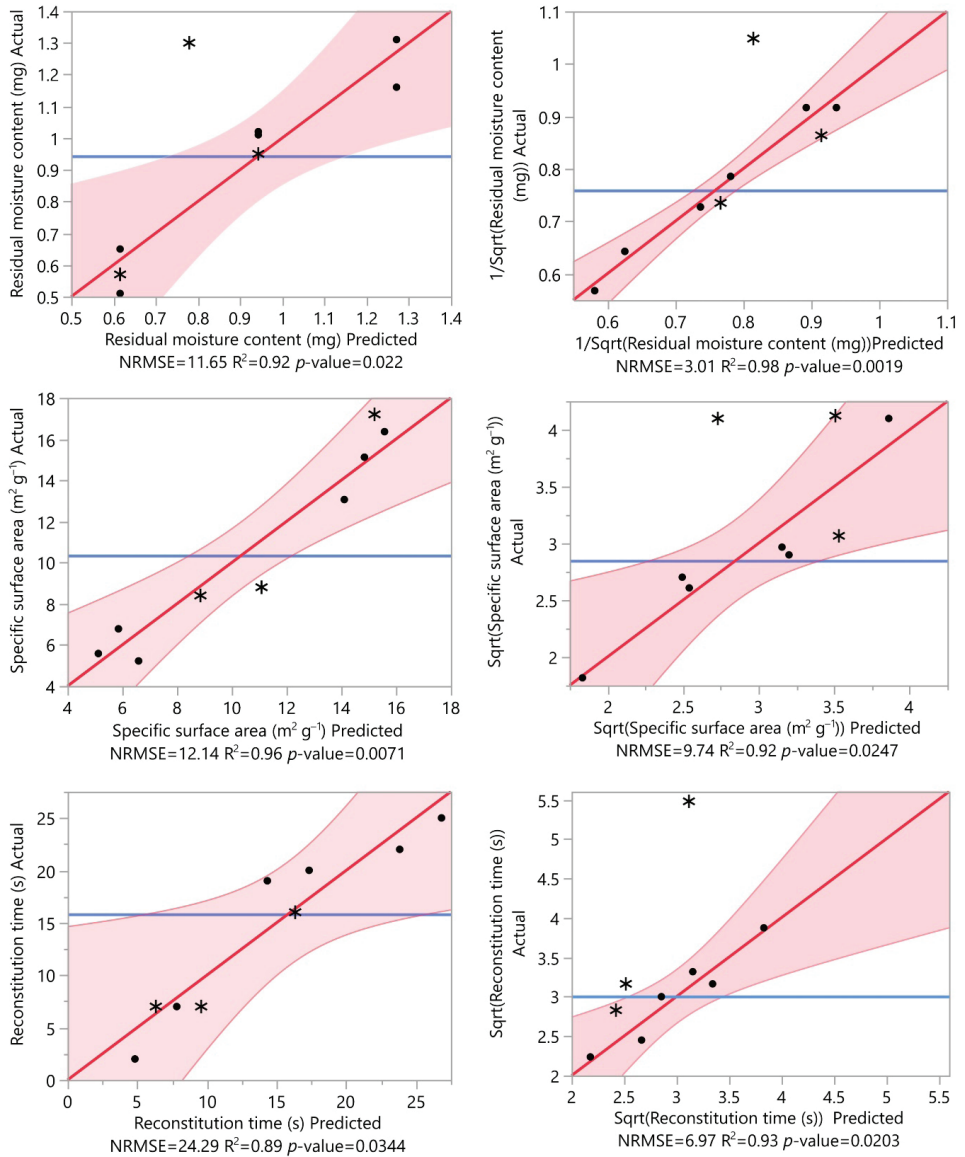 Residual moisture content (mg) Actual
1.4
1.3
1.2
1.1
1
0.9
0.8
0.7
0.6
0.5
0.5 0.6 0.7 0.8 0.9 1 1.1 1.2 1.3 1.4
Residual moisture content (mg) Predicted
NRMSE=11.65 R²=0.92 p-value=0.022
1/Sqrt(Residual moisture content
(mg)) Actual
1.1
1
0.9
0.8
0.7
0.6
0.6 0.7 0.8 0.9 1 1.1
1/Sqrt(Residual moisture content (mg))Predicted
NRMSE=3.01 R²=0.98 p-value=0.0019
Specific surface area (m² g⁻¹) Actual
18
16
14
12
10
8
6
4
4 6 8 10 12 14 16 18
Specific surface area (m² g⁻¹) Predicted
NRMSE=12.14 R²=0.96 p-value=0.0071
Sqrt(Specific surface area (m² g⁻¹))
Actual
4
3.5
3
2.5
2
2 2.5 3 3.5 4
Sqrt(Specific surface area (m² g⁻¹)) Predicted
NRMSE=9.74 R²=0.92 p-value=0.0247
Reconstitution time (s) Actual
25
20
15
10
5
0
0 5 10 15 20 25
Reconstitution time (s) Predicted
NRMSE=24.29 R²=0.89 p-value=0.0344
Sqrt(Reconstitution time (s))
Actual
5.5
5
4.5
4
3.5
3
2.5
2
2 2.5 3 3.5 4 4.5 5 5.5
Sqrt(Reconstitution time (s)) Predicted
NRMSE=6.97 R²=0.93 p-value=0.0203